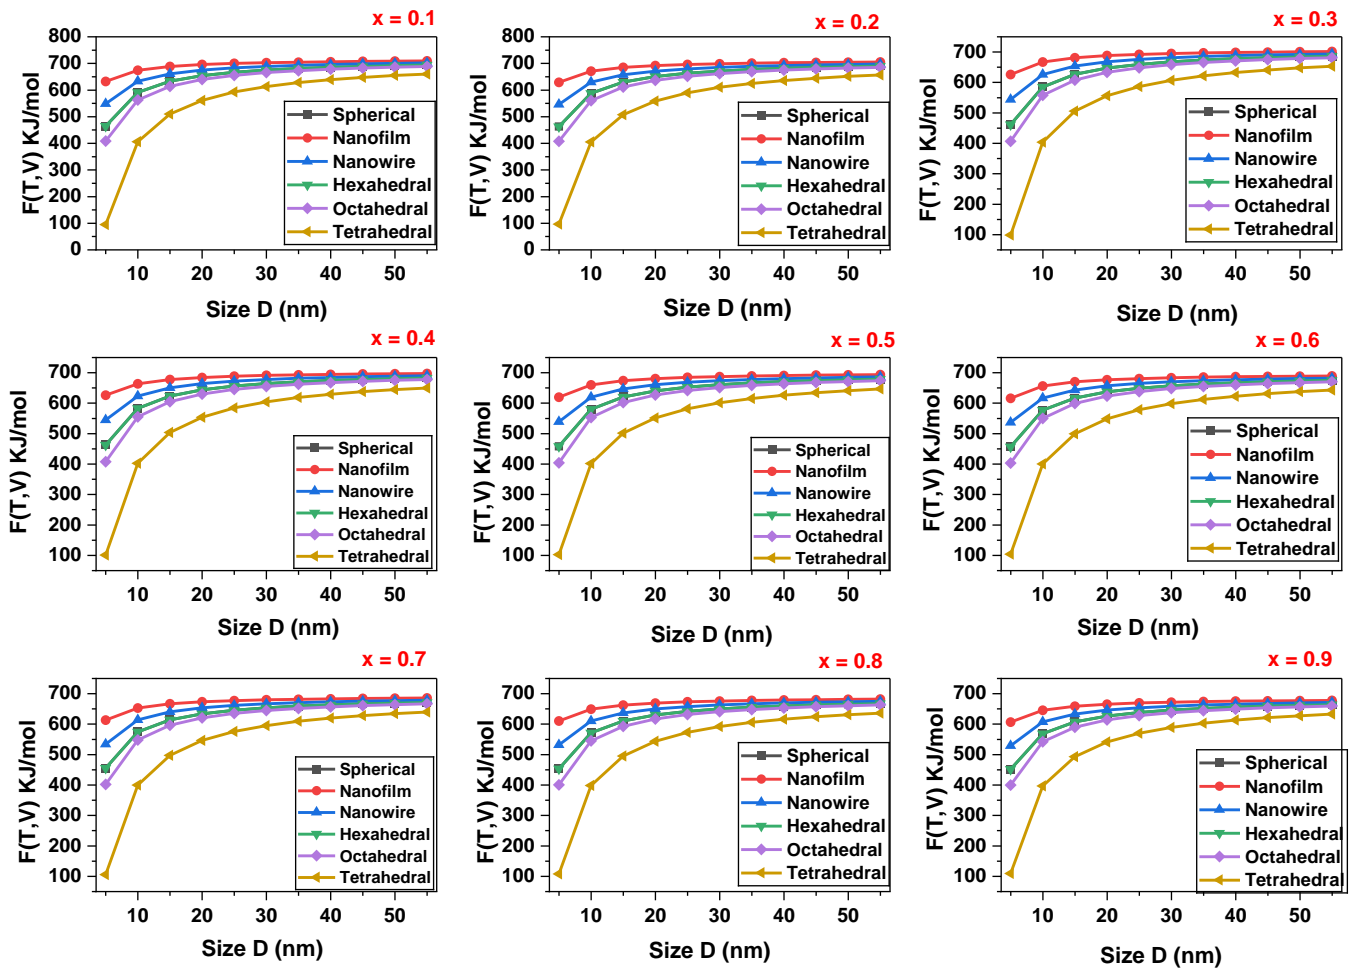 x = 0.1
F(T,V) KJ/mol
800
700
600
500
400
300
200
100
0
Spherical
Nanofilm
Nanowire
Hexahedral
Octahedral
Tetrahedral
10 20 30 40 50
Size D (nm)
x = 0.2
F(T,V) KJ/mol
800
700
600
500
400
300
200
100
0
Spherical
Nanofilm
Nanowire
Hexahedral
Octahedral
Tetrahedral
10 20 30 40 50
Size D (nm)
x = 0.3
F(T,V) KJ/mol
700
600
500
400
300
200
100
Spherical
Nanofilm
Nanowire
Hexahedral
Octahedral
Tetrahedral
10 20 30 40 50
Size D (nm)
x = 0.4
F(T,V) KJ/mol
700
600
500
400
300
200
100
Spherical
Nanofilm
Nanowire
Hexahedral
Octahedral
Tetrahedral
10 20 30 40 50
Size D (nm)
x = 0.5
F(T,V) KJ/mol
700
600
500
400
300
200
100
Spherical
Nanofilm
Nanowire
Hexahedral
Octahedral
Tetrahedral
10 20 30 40 50
Size D (nm)
x = 0.6
F(T,V) KJ/mol
700
600
500
400
300
200
100
Spherical
Nanofilm
Nanowire
Hexahedral
Octahedral
Tetrahedral
10 20 30 40 50
Size D (nm)
x = 0.7
F(T,V) KJ/mol
700
600
500
400
300
200
100
Spherical
Nanofilm
Nanowire
Hexahedral
Octahedral
Tetrahedral
10 20 30 40 50
Size D (nm)
x = 0.8
F(T,V) KJ/mol
700
600
500
400
300
200
100
Spherical
Nanofilm
Nanowire
Hexahedral
Octahedral
Tetrahedral
10 20 30 40 50
Size D (nm)
x = 0.9
F(T,V) KJ/mol
700
600
500
400
300
200
100
Spherical
Nanofilm
Nanowire
Hexahedral
Octahedral
Tetrahedral
10 20 30 40 50
Size D (nm)